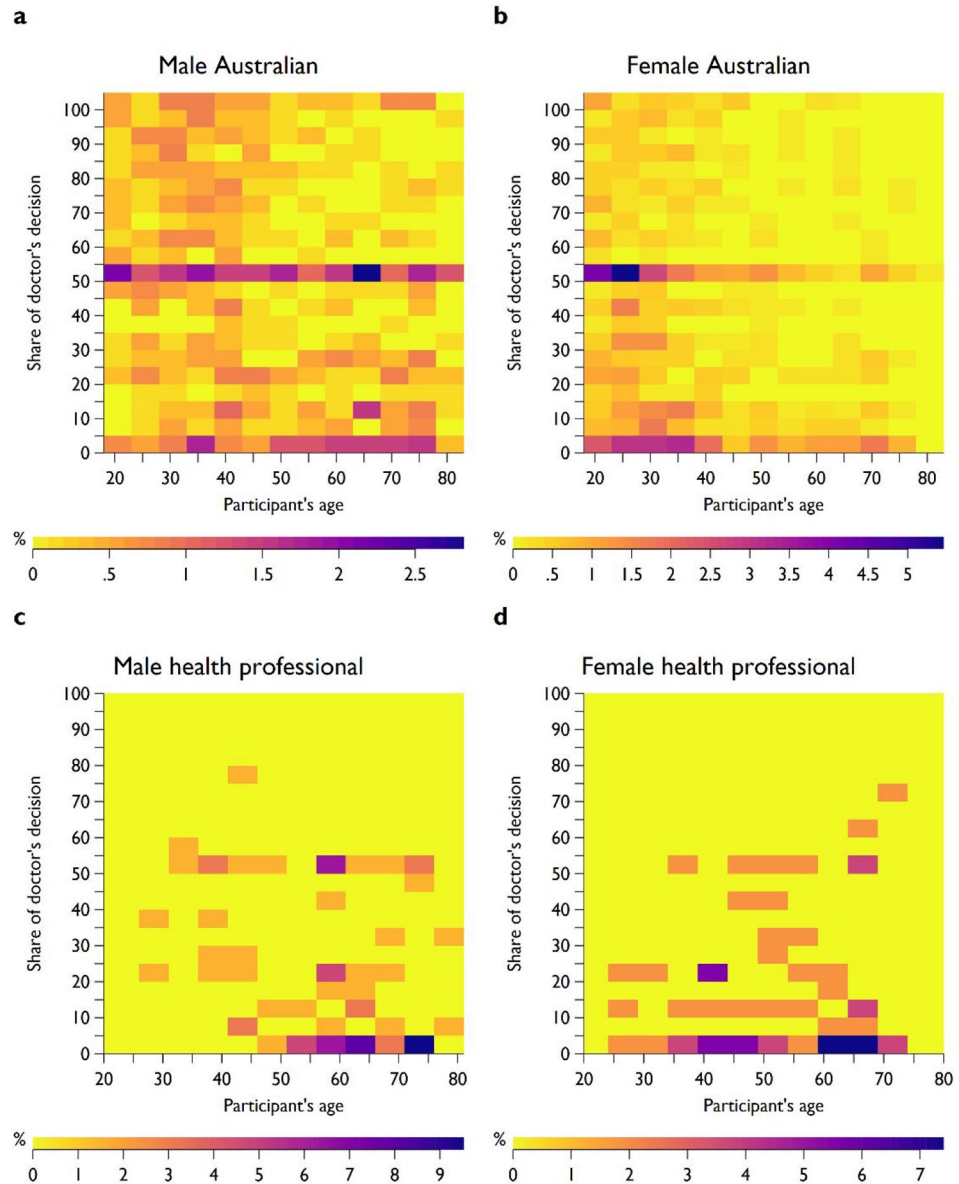 a
Male Australian
Share of doctor's decision
100
90
80
70
60
50
40
30
20
10
0
20 30 40 50 60 70 80
Participant's age
%
0 .5 1 1.5 2 2.5
b
Female Australian
Share of doctor's decision
100
90
80
70
60
50
40
30
20
10
0
20 30 40 50 60 70 80
Participant's age
%
0 .5 1 1.5 2 2.5 3 3.5 4 4.5 5
c
Male health professional
Share of doctor's decision
100
90
80
70
60
50
40
30
20
10
0
20 30 40 50 60 70 80
Participant's age
%
0 1 2 3 4 5 6 7 8 9
d
Female health professional
Share of doctor's decision
100
90
80
70
60
50
40
30
20
10
0
20 30 40 50 60 70 80
Participant's age
%
0 1 2 3 4 5 6 7